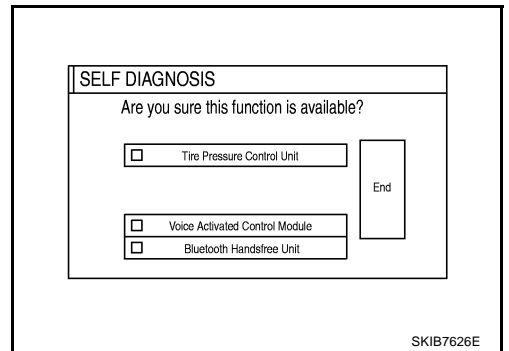 SELF DIAGNOSIS
Are you sure this function is available?
Tire Pressure Control Unit
End
Voice Activated Control Module
Bluetooth Handsfree Unit
SKIB7626E